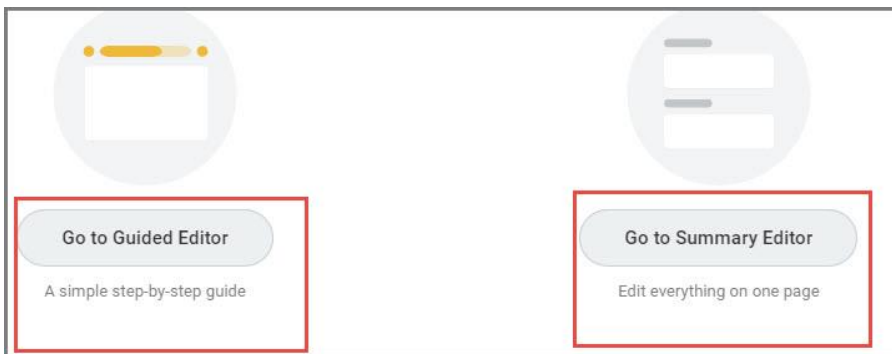 Go to Guided Editor
A simple step-by-step guide
Go to Summary Editor
Edit everything on one page